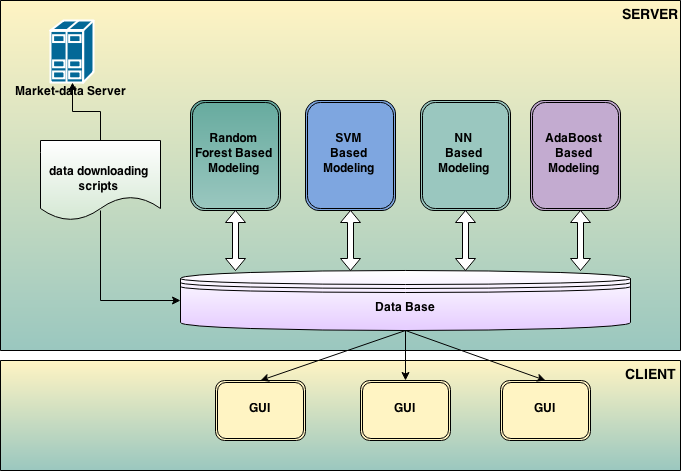 SERVER
Market-data Server
data downloading
scripts
Random
Forest Based
Modeling
SVM
Based
Modeling
NN
Based
Modeling
AdaBoost
Based
Modeling
Data Base
CLIENT
GUI
GUI
GUI